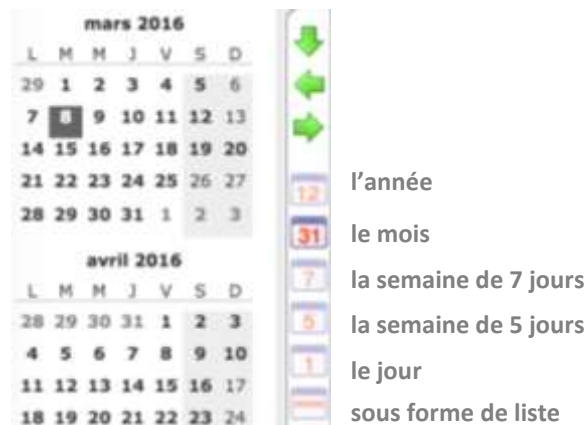 mars 2016
L M M J V S D
29 1 2 3 4 5 6
7 8 9 10 11 12 13
14 15 16 17 18 19 20
21 22 23 24 25 26 27
28 29 30 31 1 2 3
avril 2016
L M M J V S D
28 29 30 31 1 2 3
4 5 6 7 8 9 10
11 12 13 14 15 16 17
18 19 20 21 22 23 24
12 l’année
31 le mois
7 la semaine de 7 jours
5 la semaine de 5 jours
1 le jour
sous forme de liste